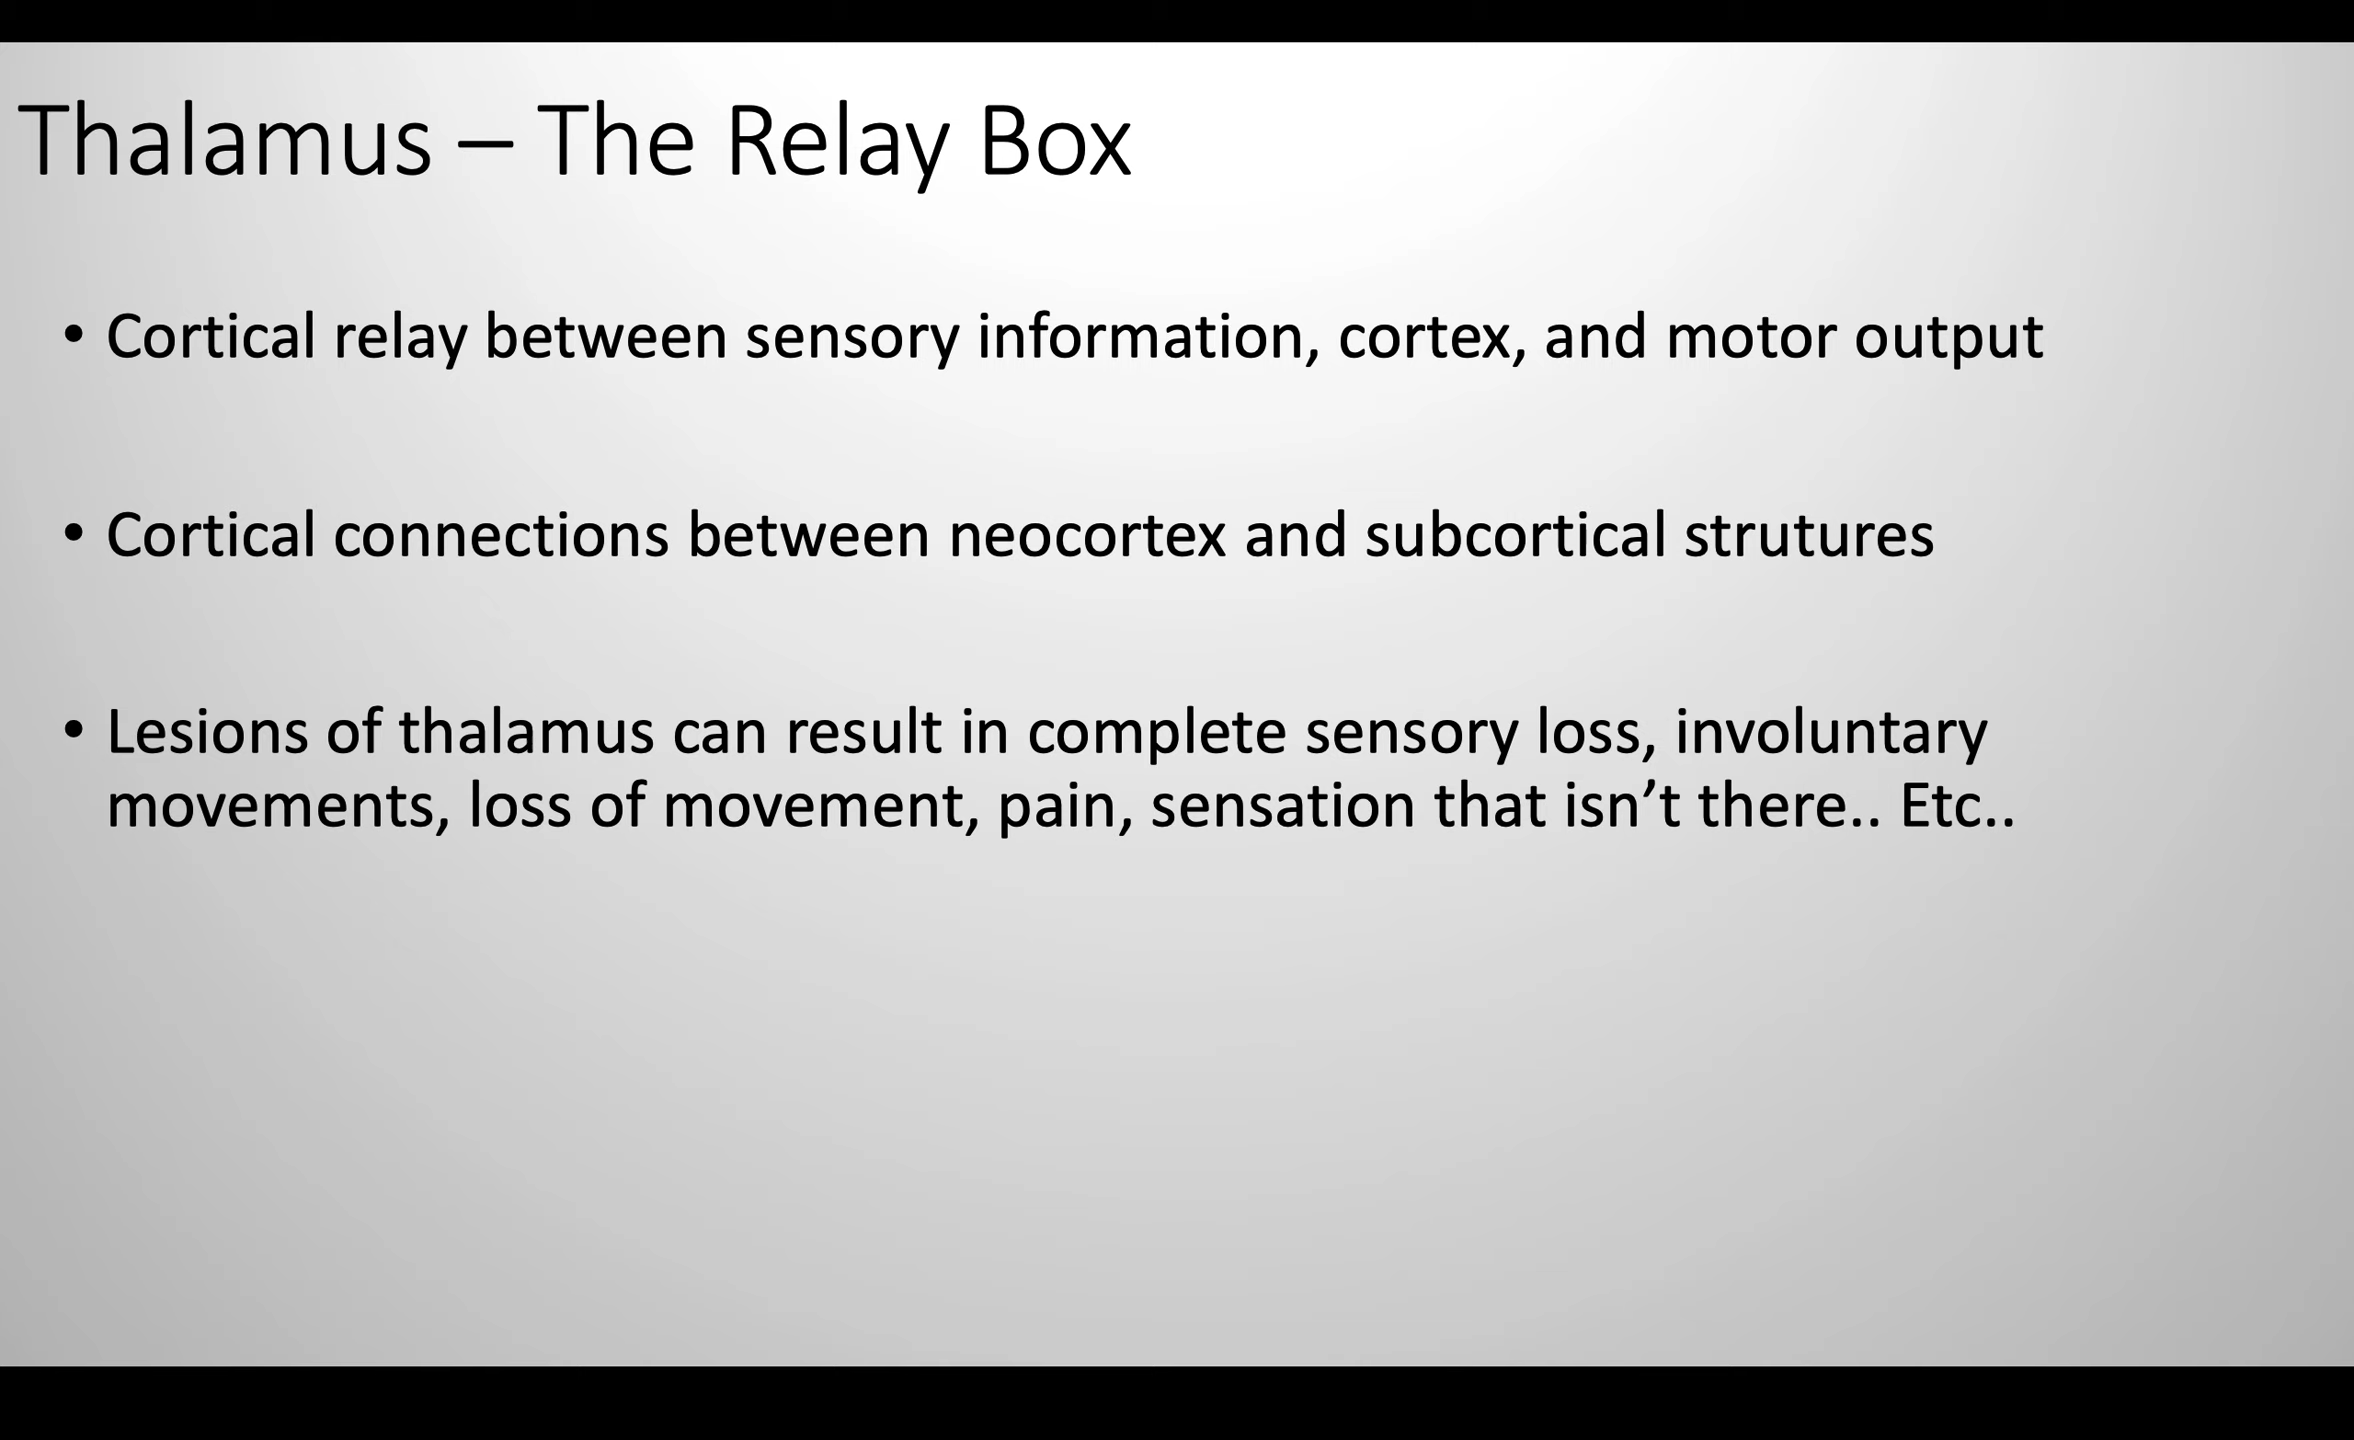 Thalamus – The Relay Box
• Cortical relay between sensory information, cortex, and motor output
• Cortical connections between neocortex and subcortical strutures
• Lesions of thalamus can result in complete sensory loss, involuntary
movements, loss of movement, pain, sensation that isn’t there.. Etc..